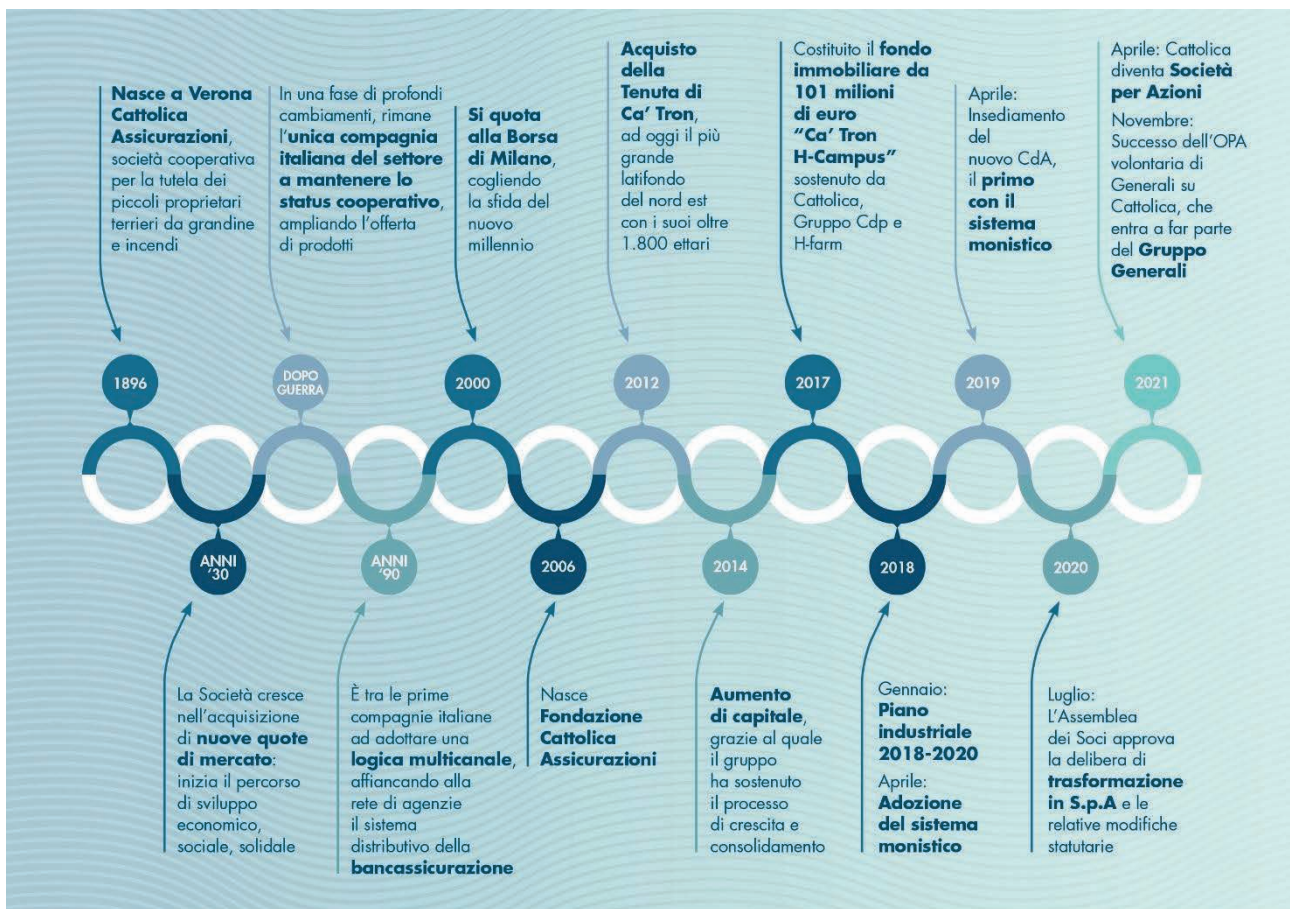 Nasce a Verona
Cattolica
Assicurazioni,
società cooperativa
per la tutela dei
piccoli proprietari
terrieri da grandine
e incendi
In una fase di profondi
cambiamenti, rimane
l'unica compagnia
italiana del settore
a mantenere lo
status cooperativo,
ampliando l'offerta
di prodotti
Si quota
alla Borsa
di Milano,
cogliendo
la sfida del
nuovo
millennio
Acquisto
della
Tenuta di
Ca' Tron,
ad oggi il più
grande
latifondo
del nord est
con i suoi oltre
1.800 ettari
Costituito il fondo
immobiliare da
101 milioni
di euro
"Ca' Tron
H-Campus"
sostenuto da
Cattolica,
Gruppo Cdp e
H-farm
Aprile:
Insediamento
del
nuovo CdA,
il primo
con il
sistema
monistico
Aprile: Cattolica
diventa Società
per Azioni
Novembre:
Successo dell'OPA
volontaria di
Generali su
Cattolica, che
entra a far parte
del Gruppo
Generali
1896
DOPO
GUERRA
2000
2012
2017
2019
2021
ANNI
'30
ANNI
'90
2006
2014
2018
2020
La Società cresce
nell'acquisizione
di nuove quote
di mercato:
inizia il percorso
di sviluppo
economico,
sociale, solidale
È tra le prime
compagnie italiane
ad adottare una
logica multicanale,
affiancando alla
rete di agenzie
il sistema
distributivo della
bancassicurazione
Nasce
Fondazione
Cattolica
Assicurazioni
Aumento
di capitale,
grazie al quale
il gruppo
ha sostenuto
il processo
di crescita e
consolidamento
Gennaio:
Piano
industriale
2018-2020
Aprile:
Adozione
del sistema
monistico
Luglio:
L'Assemblea
dei Soci approva
la delibera di
trasformazione
in S.p.A e le
relative modifiche
statutarie